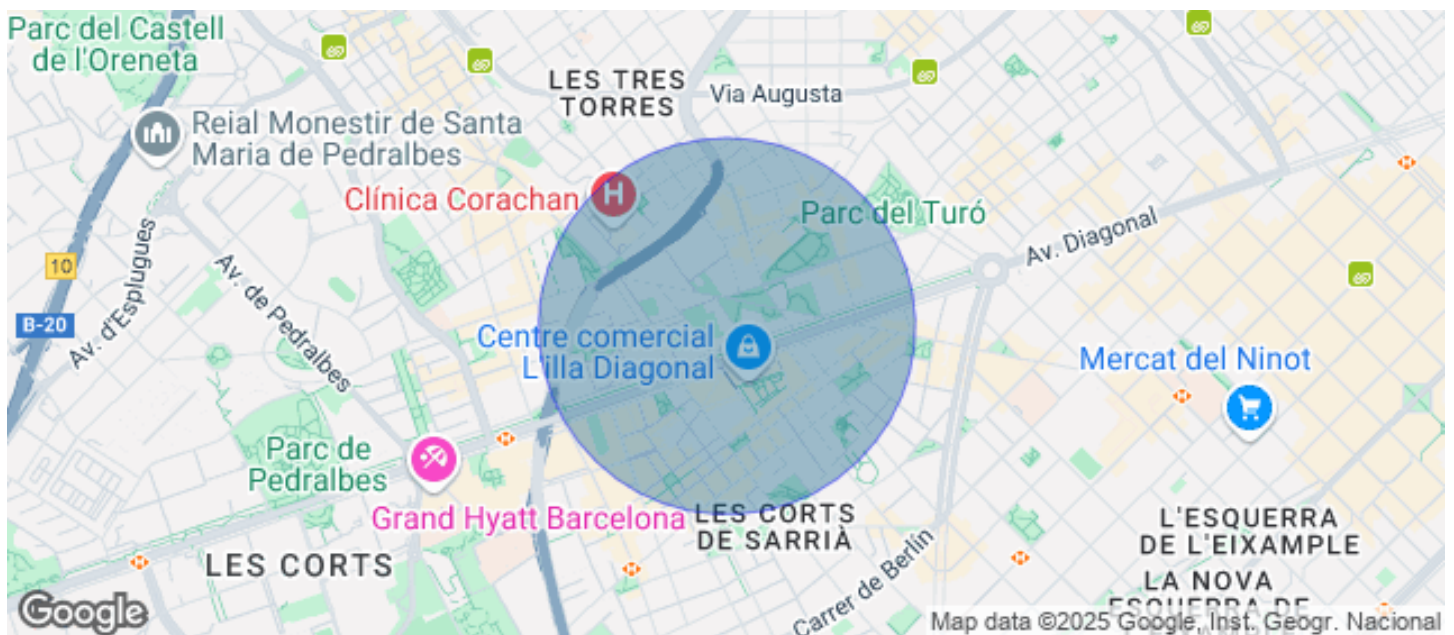 Parc del Castell
de l'Oreneta
LES TRES
TORRES
Via Augusta
Reial Monestir de Santa
Maria de Pedralbes
Clínica Corachan
H
Parc del Turó
Av. Diagonal
10
B-20
Av. d'Esplugues
Av. de Pedralbes
Centre comercial
L'illa Diagonal
Mercat del Ninot
Parc de
Pedralbes
Grand Hyatt Barcelona
LES CORTS
DE SARRIÀ
LES CORTS
Carrer de Berlín
L'ESQUERRA
DE L'EIXAMPLE
LA NOVA
ESQUERRA DE
Google
Map data ©2025 Google, Inst. Geogr. Nacional